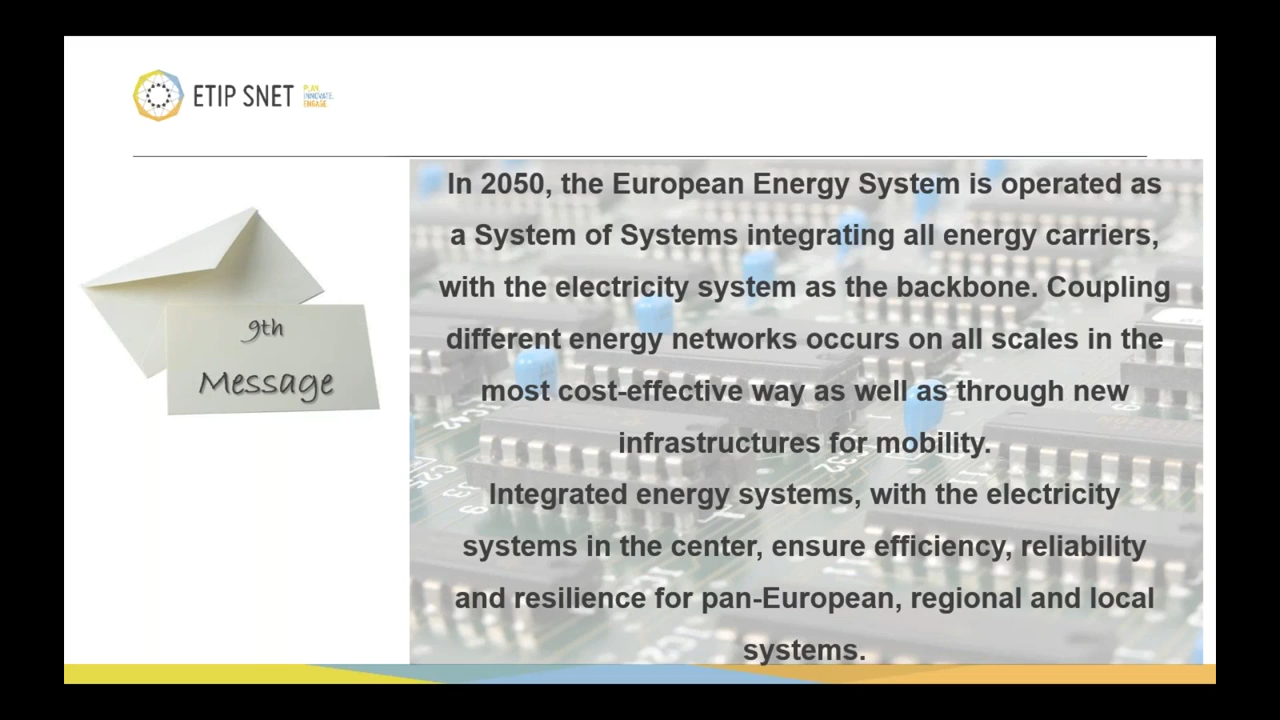 ETIP SNET
PLAN.
INNOVATE.
ENGAGE.
9th
Message
In 2050, the European Energy System is operated as
a System of Systems integrating all energy carriers,
with the electricity system as the backbone. Coupling
different energy networks occurs on all scales in the
most cost-effective way as well as through new
infrastructures for mobility.
Integrated energy systems, with the electricity
systems in the center, ensure efficiency, reliability
and resilience for pan-European, regional and local
systems.